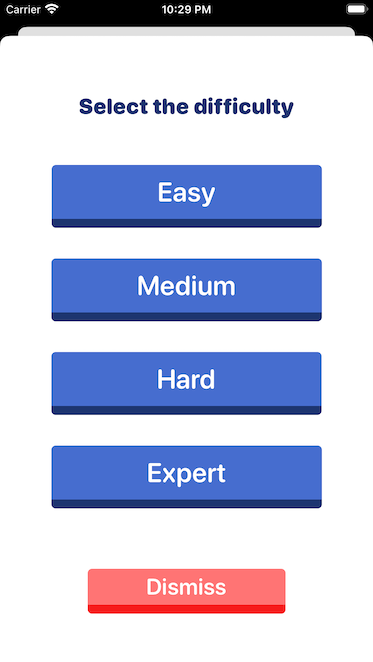 Carrier 10:29 PM
Select the difficulty
Easy
Medium
Hard
Expert
Dismiss